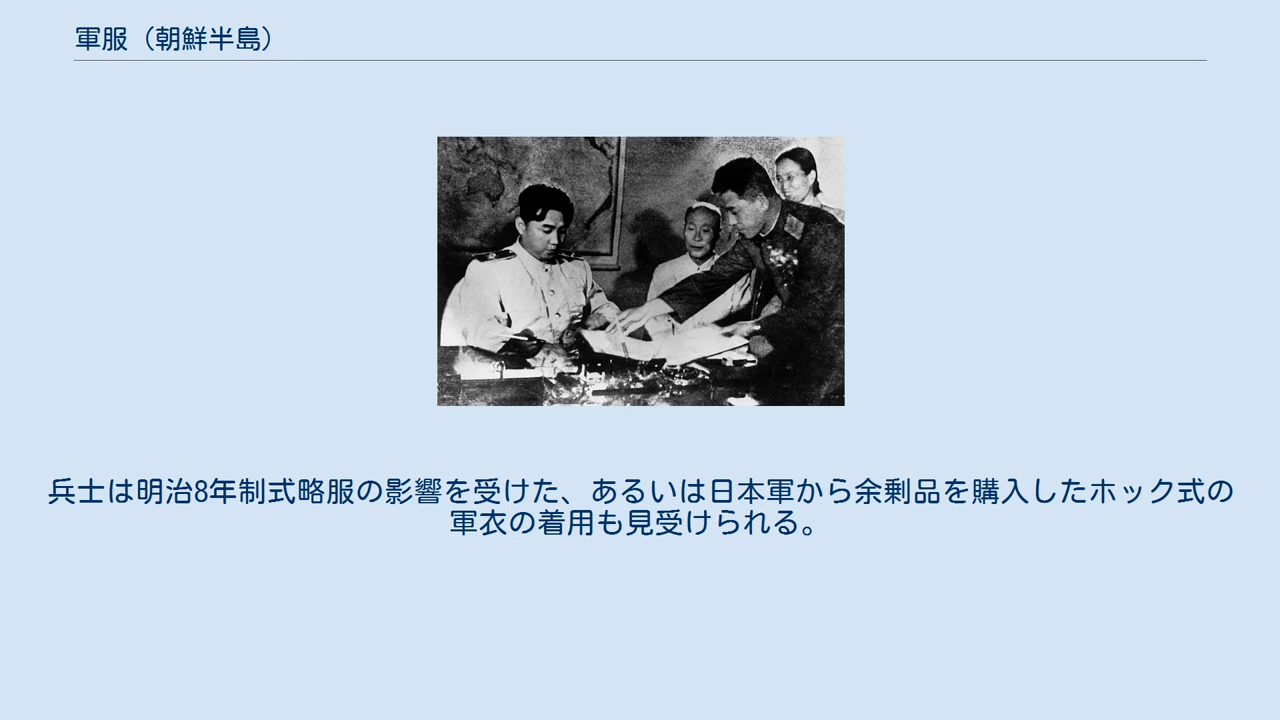 軍服（朝鮮半島）
兵士は明治8年制式略服の影響を受けた、あるいは日本軍から余剰品を購入したホック式の
軍衣の着用も見受けられる。